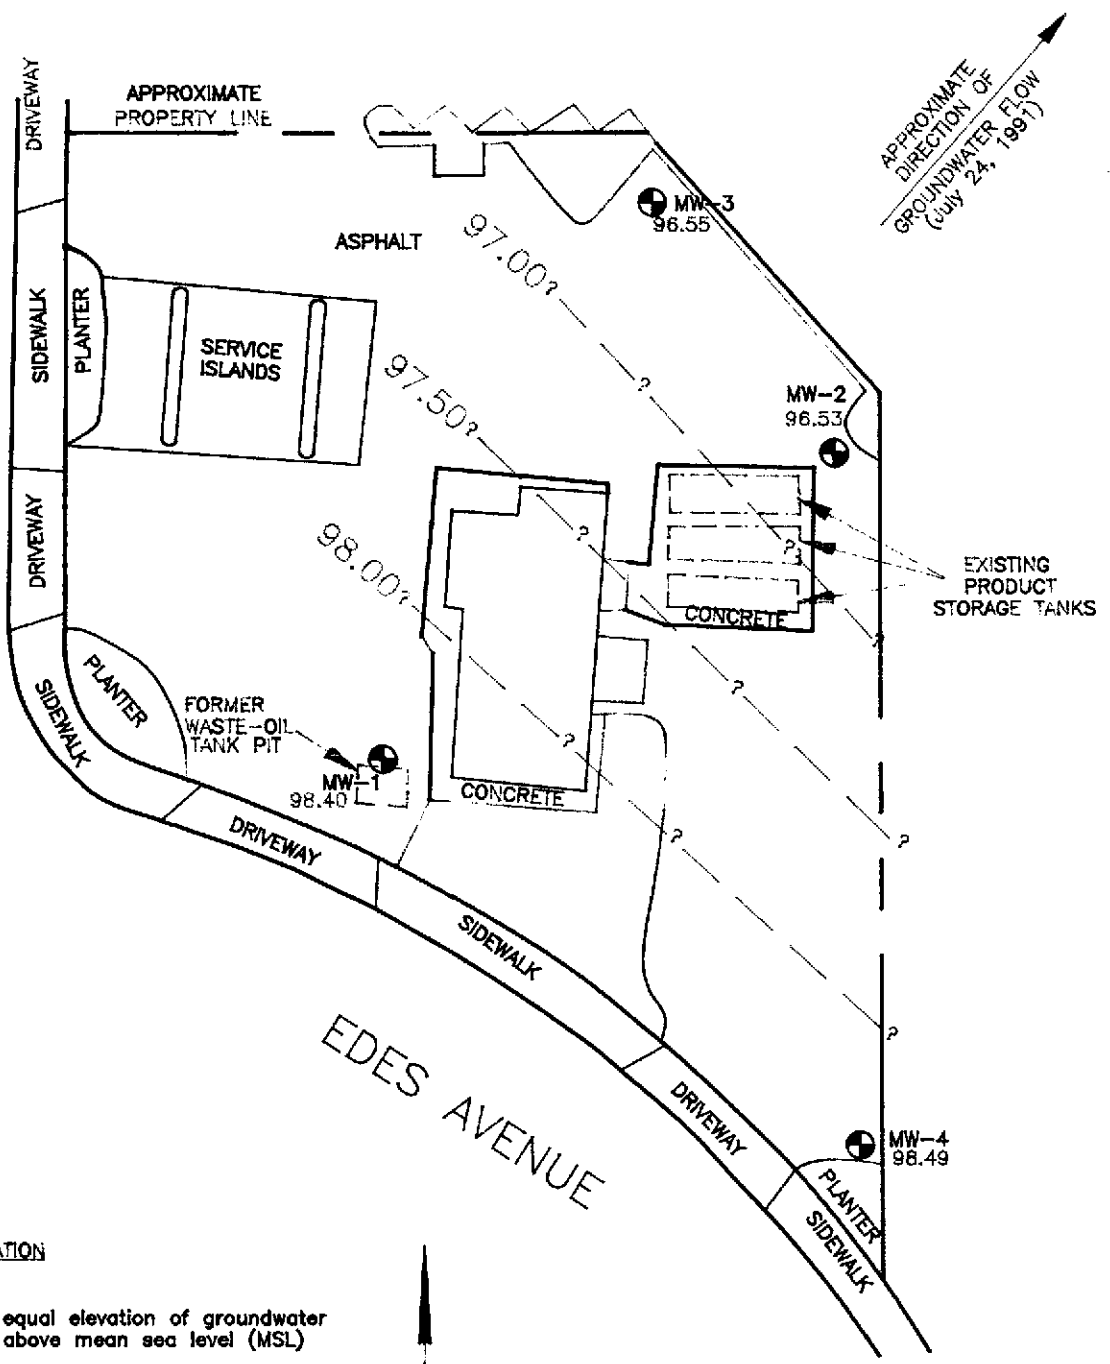 DRIVEWAY
APPROXIMATE
PROPERTY LINE
APPROXIMATE
DIRECTION OF
GROUNDWATER FLOW
(July 24, 1991)
MW-3
96.55
ASPHALT
97.00?
SIDEWALK
PLANTER
SERVICE
ISLANDS
97.50?
?
MW-2
96.53
DRIVEWAY
98.00?
?
?
EXISTING
PRODUCT
STORAGE TANKS
CONCRETE
?
SIDEWALK
PLANTER
FORMER
WASTE-OIL
TANK PIT
?
?
MW-1
98.40
CONCRETE
DRIVEWAY
?
?
SIDEWALK
?
EDES AVENUE
DRIVEWAY
MW-4
98.49
PLANTER
SIDEWALK
ATION
equal elevation of groundwater
above mean sea level (MSL)